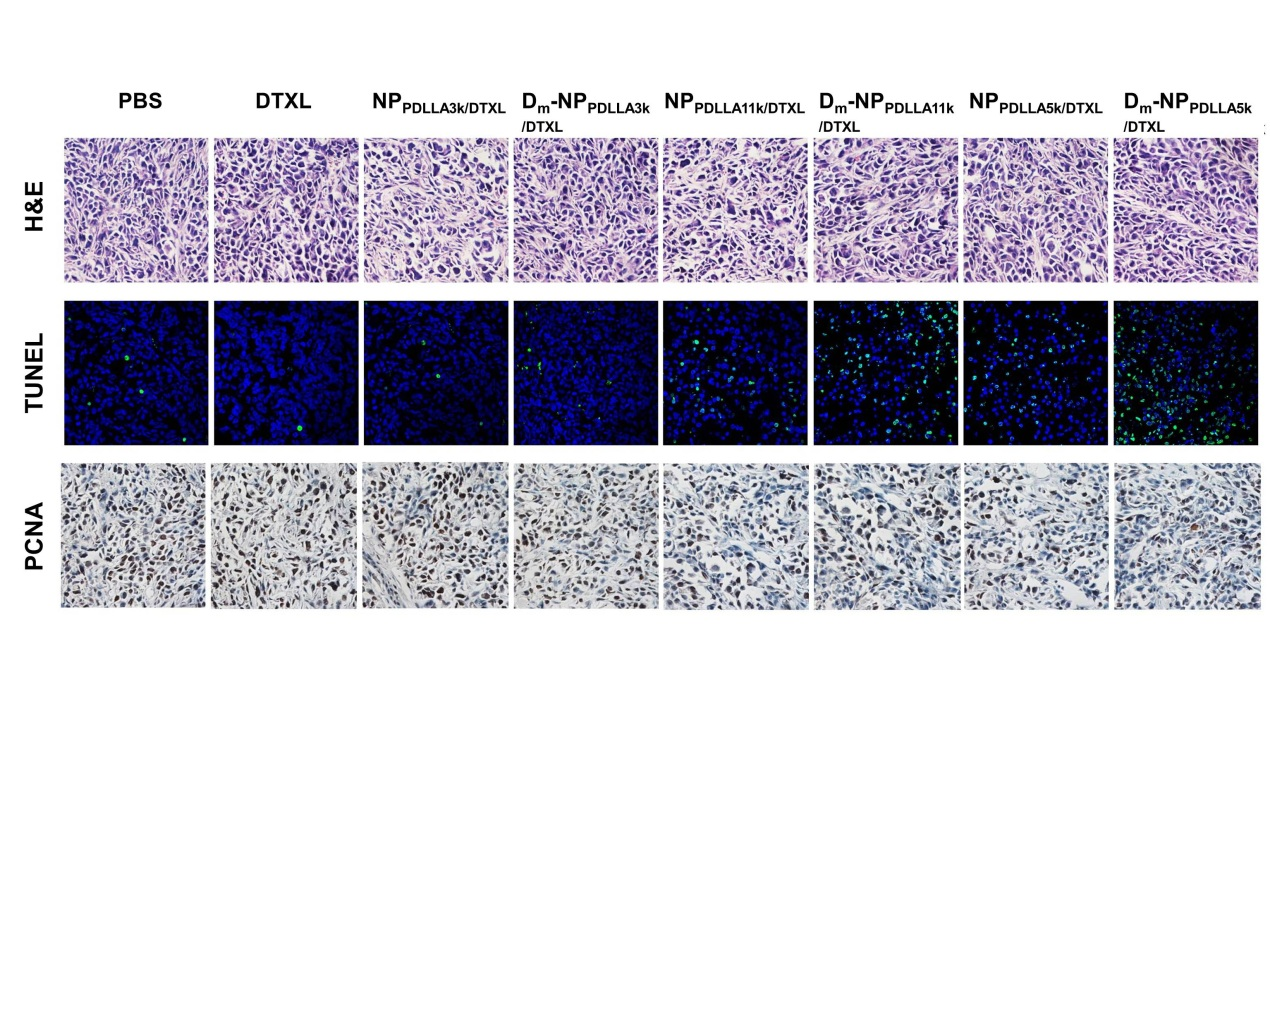 PBS DTXL NPPDLLA3k/DTXL Dm-NPPDLLA3k NPPDLLA11k/DTXL Dm-NPPDLLA11k NPPDLLA5k/DTXL Dm-NPPDLLA5k
/DTXL /DTXL /DTXL
H&E
TUNEL
PCNA